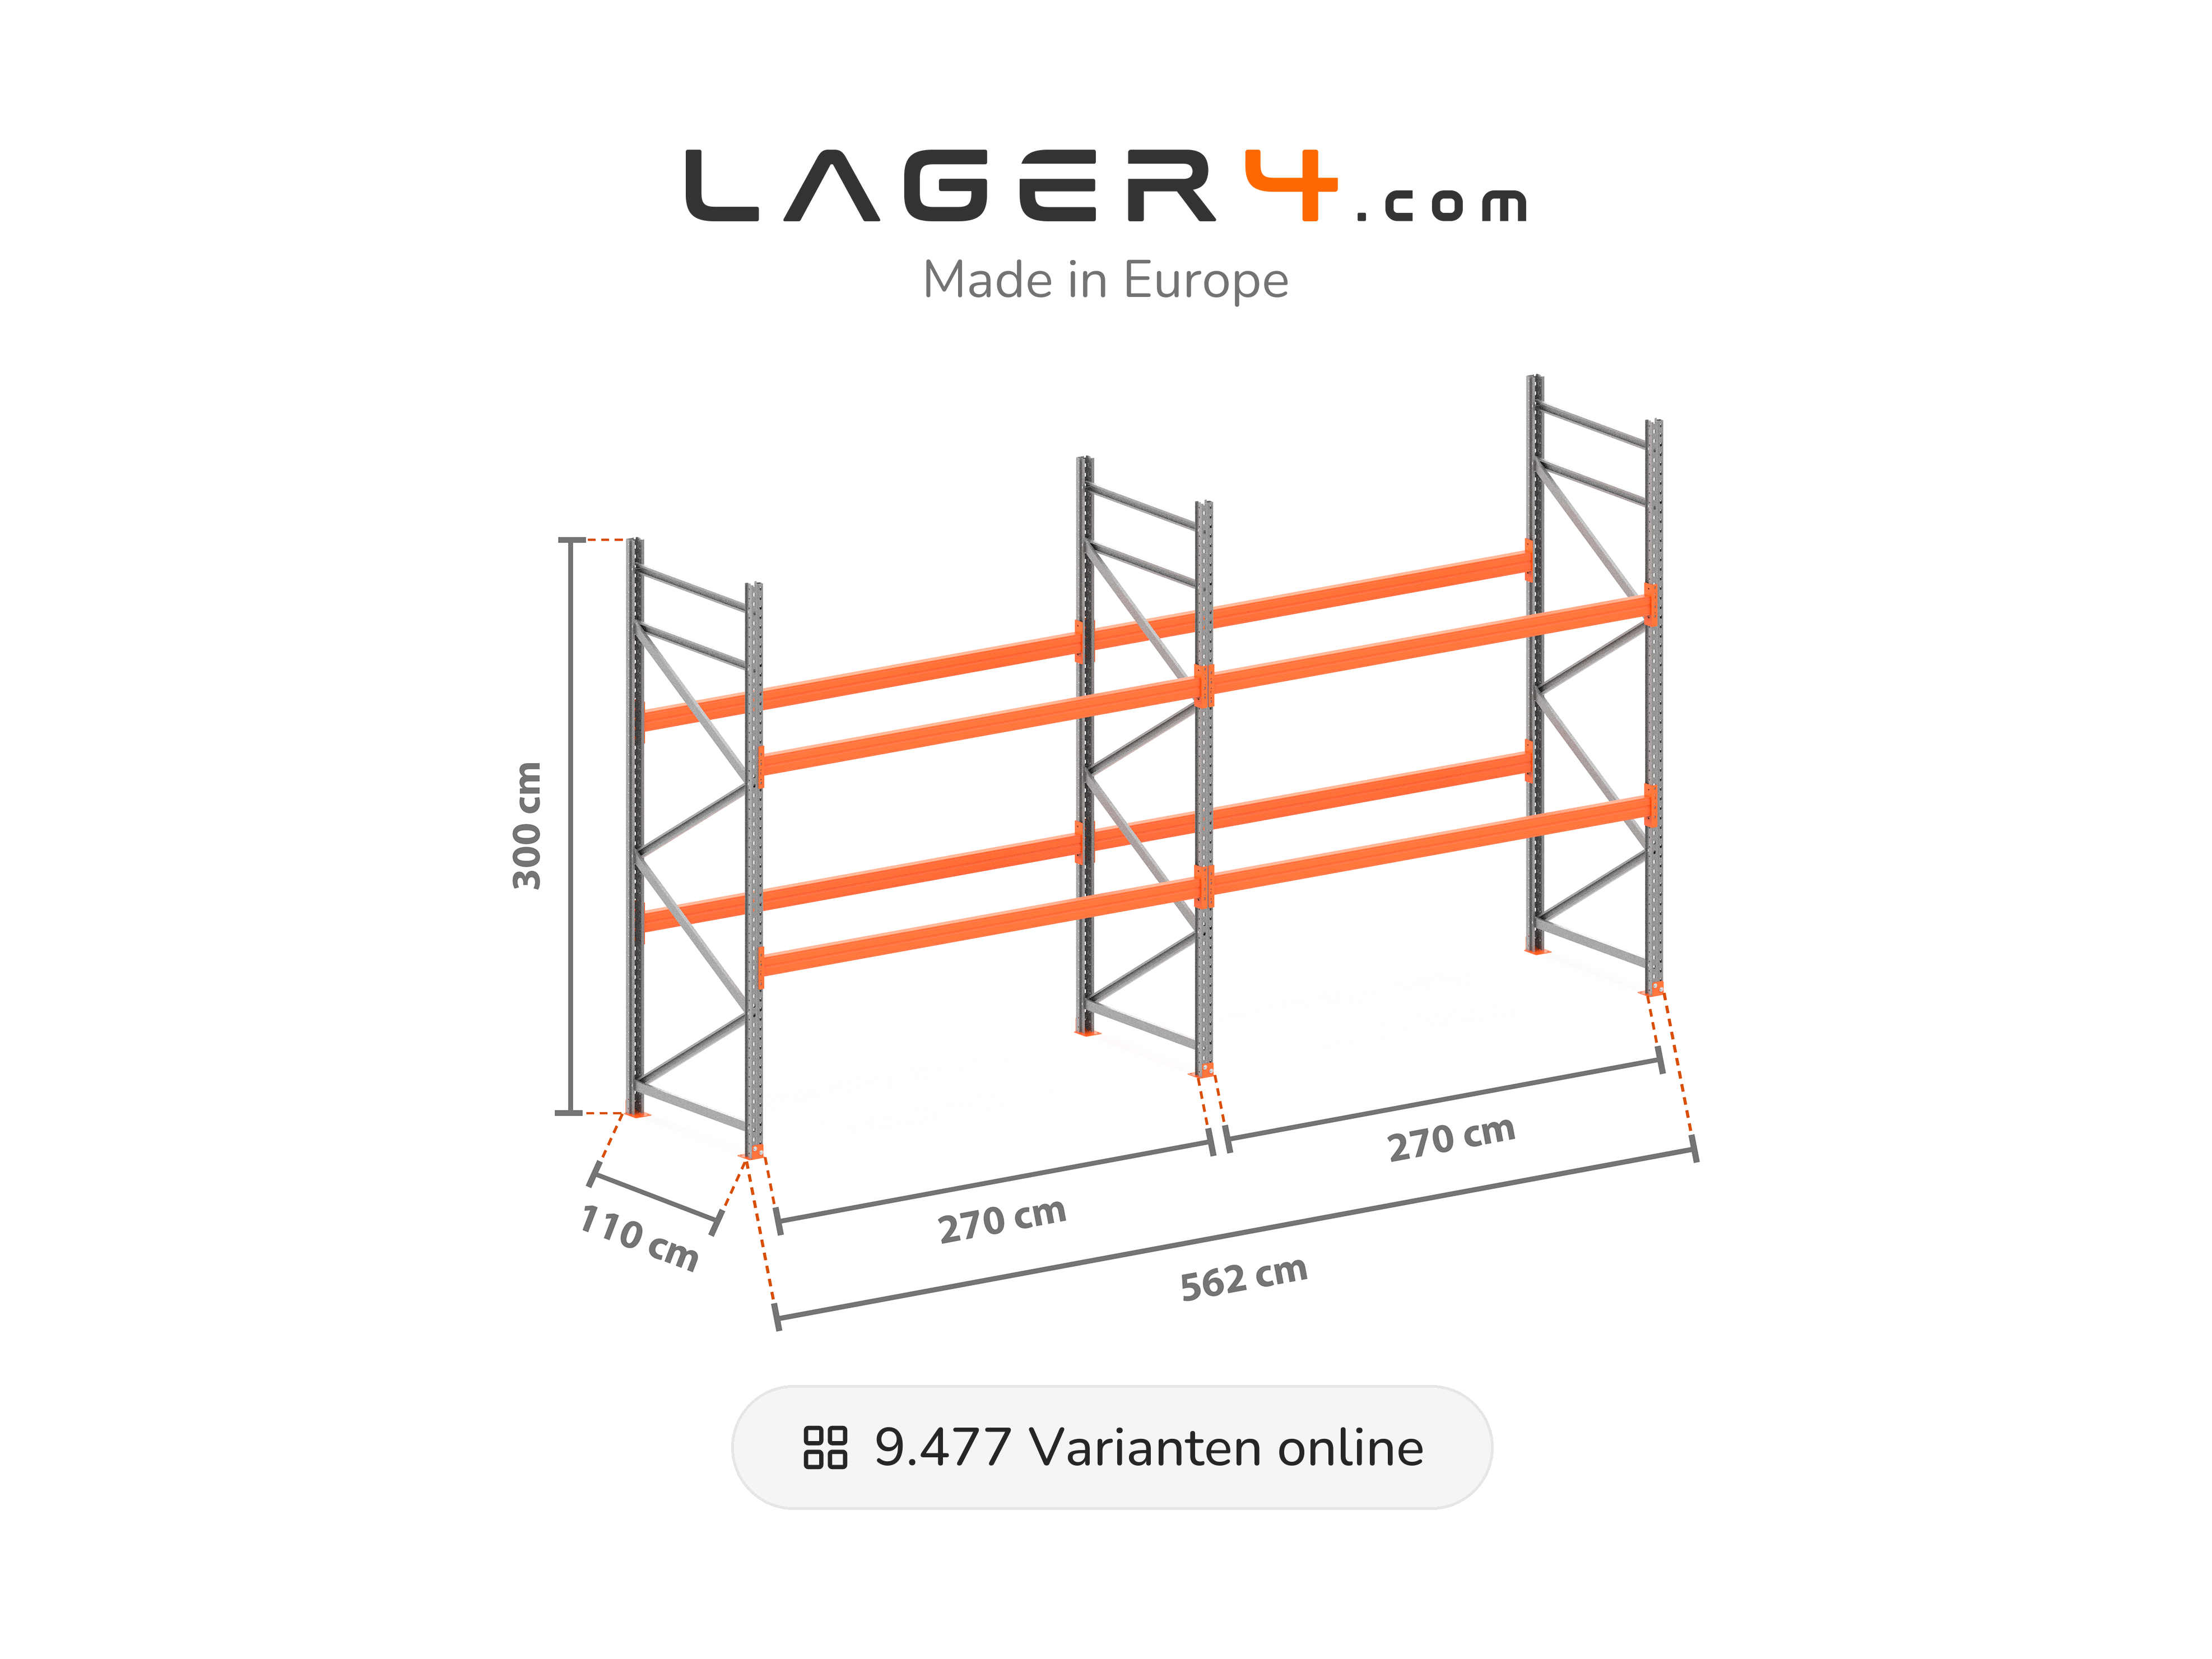 LAGER4.com
Made in Europe
300 cm
110 cm
270 cm
270 cm
562 cm
9.477 Varianten online